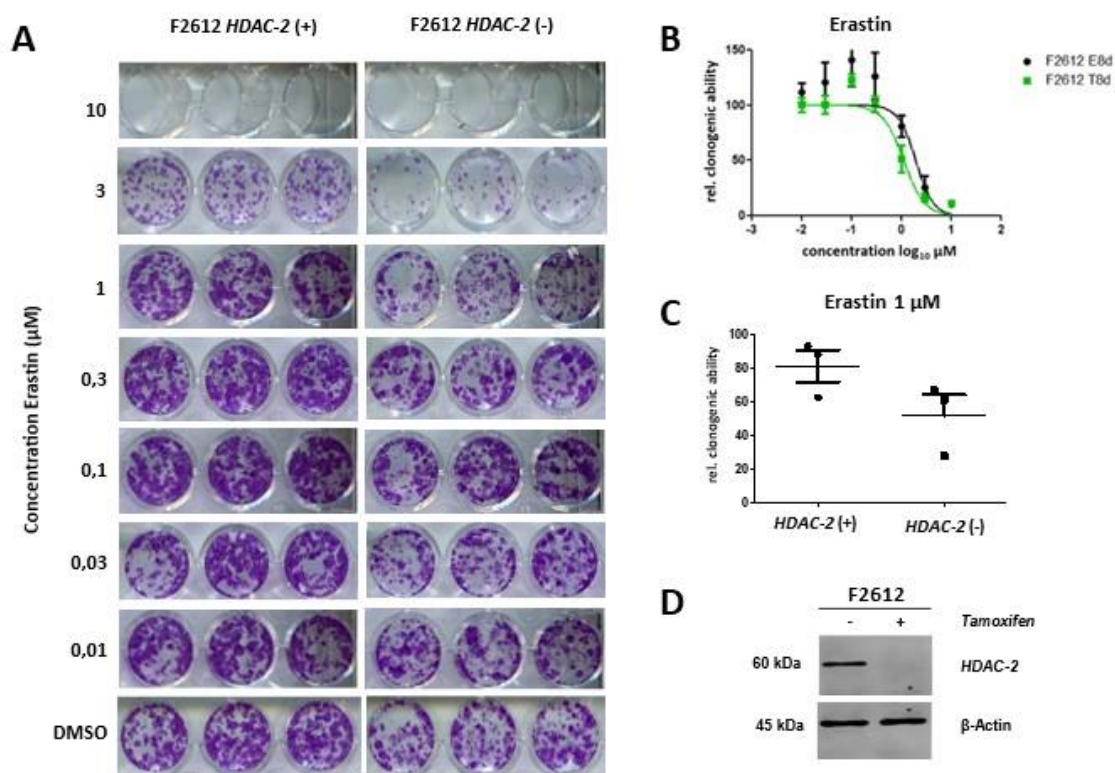 A
F2612 HDAC-2 (+)
F2612 HDAC-2 (-)
Concentration Erastin (µM)
10
3
1
0,3
0,1
0,03
0,01
DMSO
B
Erastin
rel. clonogenic ability
150
100
50
0
-3
-2
-1
0
1
2
concentration log₁₀ µM
F2612 E8d
F2612 T8d
C
Erastin 1 µM
rel. clonogenic ability
100
80
60
40
20
0
HDAC-2 (+)
HDAC-2 (-)
D
F2612
- + Tamoxifen
60 kDa HDAC-2
45 kDa β-Actin